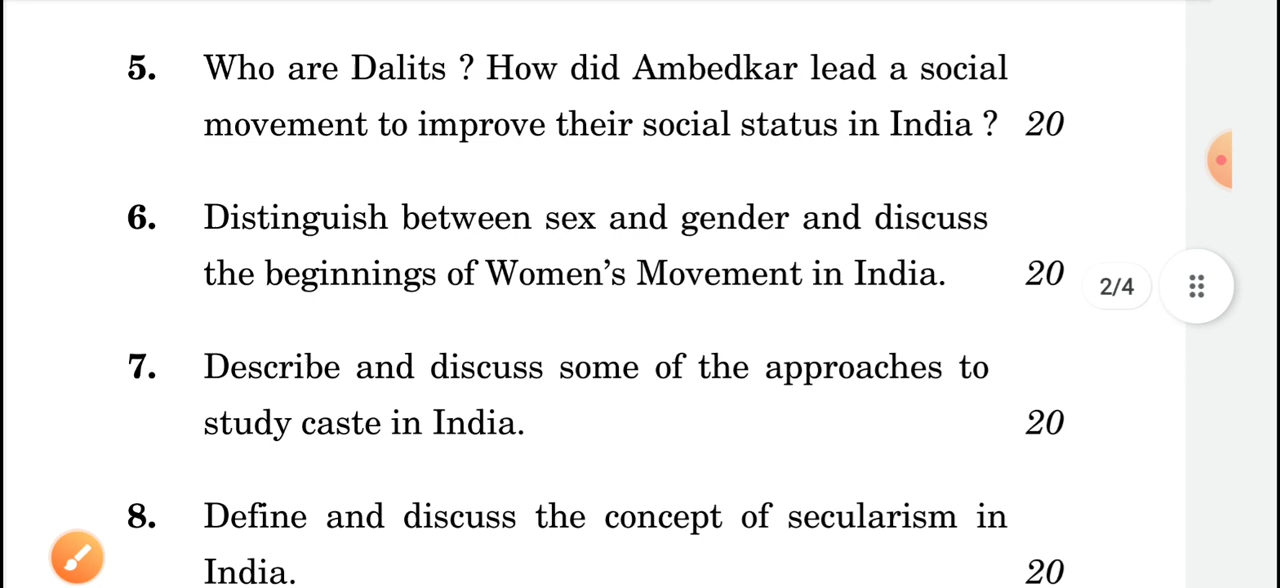 5. Who are Dalits ? How did Ambedkar lead a social
movement to improve their social status in India ? 20
6. Distinguish between sex and gender and discuss
the beginnings of Women's Movement in India. 20
2/4
7. Describe and discuss some of the approaches to
study caste in India. 20
8. Define and discuss the concept of secularism in
India. 20